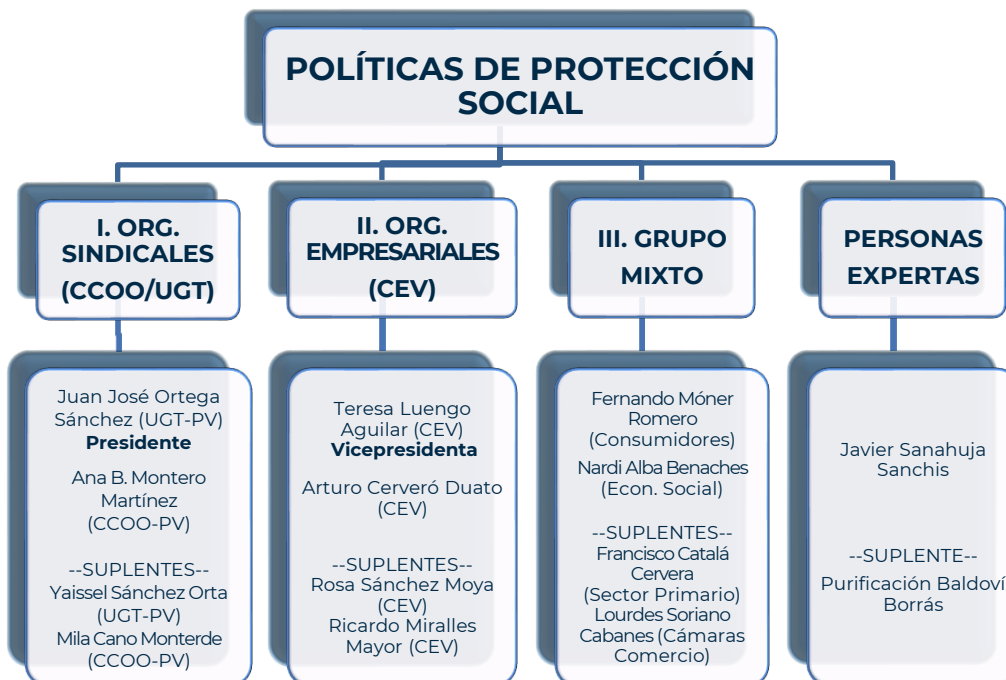 POLÍTICAS DE PROTECCIÓN
SOCIAL
I. ORG.
SINDICALES
(CCOO/UGT)
II. ORG.
EMPRESARIALES
(CEV)
III. GRUPO
MIXTO
PERSONAS
EXPERTAS
Juan José Ortega
Sánchez (UGT-PV)
Presidente
Ana B. Montero
Martínez
(CCOO-PV)
--SUPLENTES--
Yaissel Sánchez Orta
(UGT-PV)
Mila Cano Monterde
(CCOO-PV)
Teresa Luengo
Aguilar (CEV)
Vicepresidenta
Arturo Cerveró Duato
(CEV)
--SUPLENTES--
Rosa Sánchez Moya
(CEV)
Ricardo Miralles
Mayor (CEV)
Fernando Móner
Romero
(Consumidores)
Nardi Alba Benaches
(Econ. Social)
--SUPLENTES--
Francisco Catalá
Cervera
(Sector Primario)
Lourdes Soriano
Cabanes (Cámaras
Comercio)
Javier Sanahuja
Sanchis
--SUPLENTE--
Purificación Baldoví
Borrás